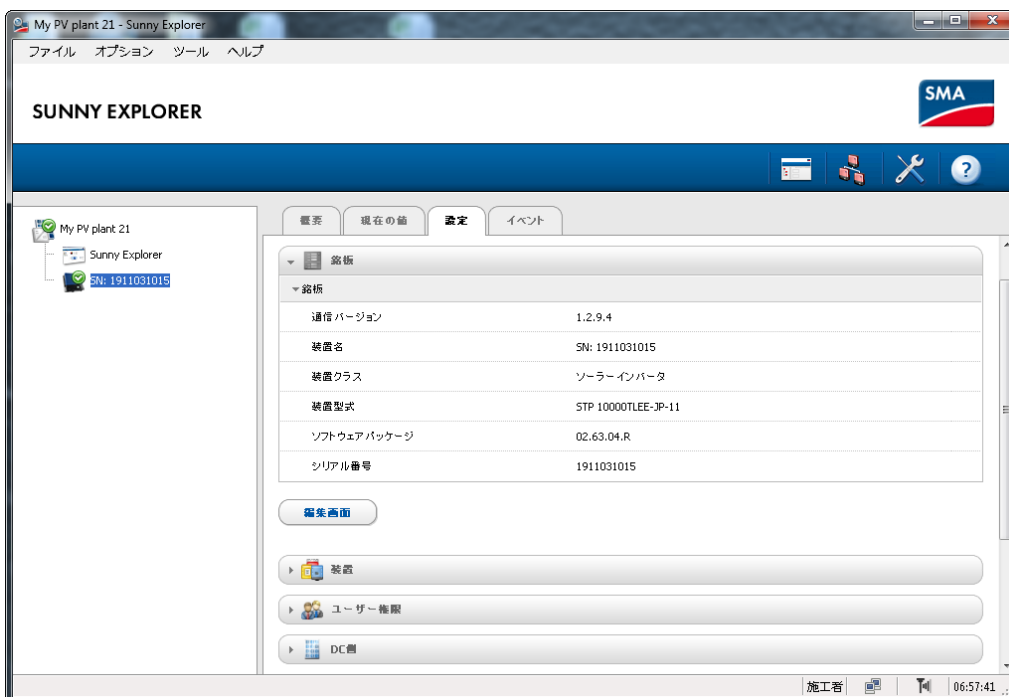 My PV plant 21 - Sunny Explorer
ファイル オプション ツール ヘルプ
SUNNY EXPLORER
SMA
My PV plant 21
Sunny Explorer
SN: 1911031015
概要 現在の値 設定 イベント
銘板
銘板
通信バージョン 1.2.9.4
装置名 SN: 1911031015
装置クラス ソーラーインバータ
装置型式 STP 10000TLEE-JP-11
ソフトウェアパッケージ 02.63.04.R
シリアル番号 1911031015
編集画面
装置
ユーザー権限
DC側
施工者 06:57:41